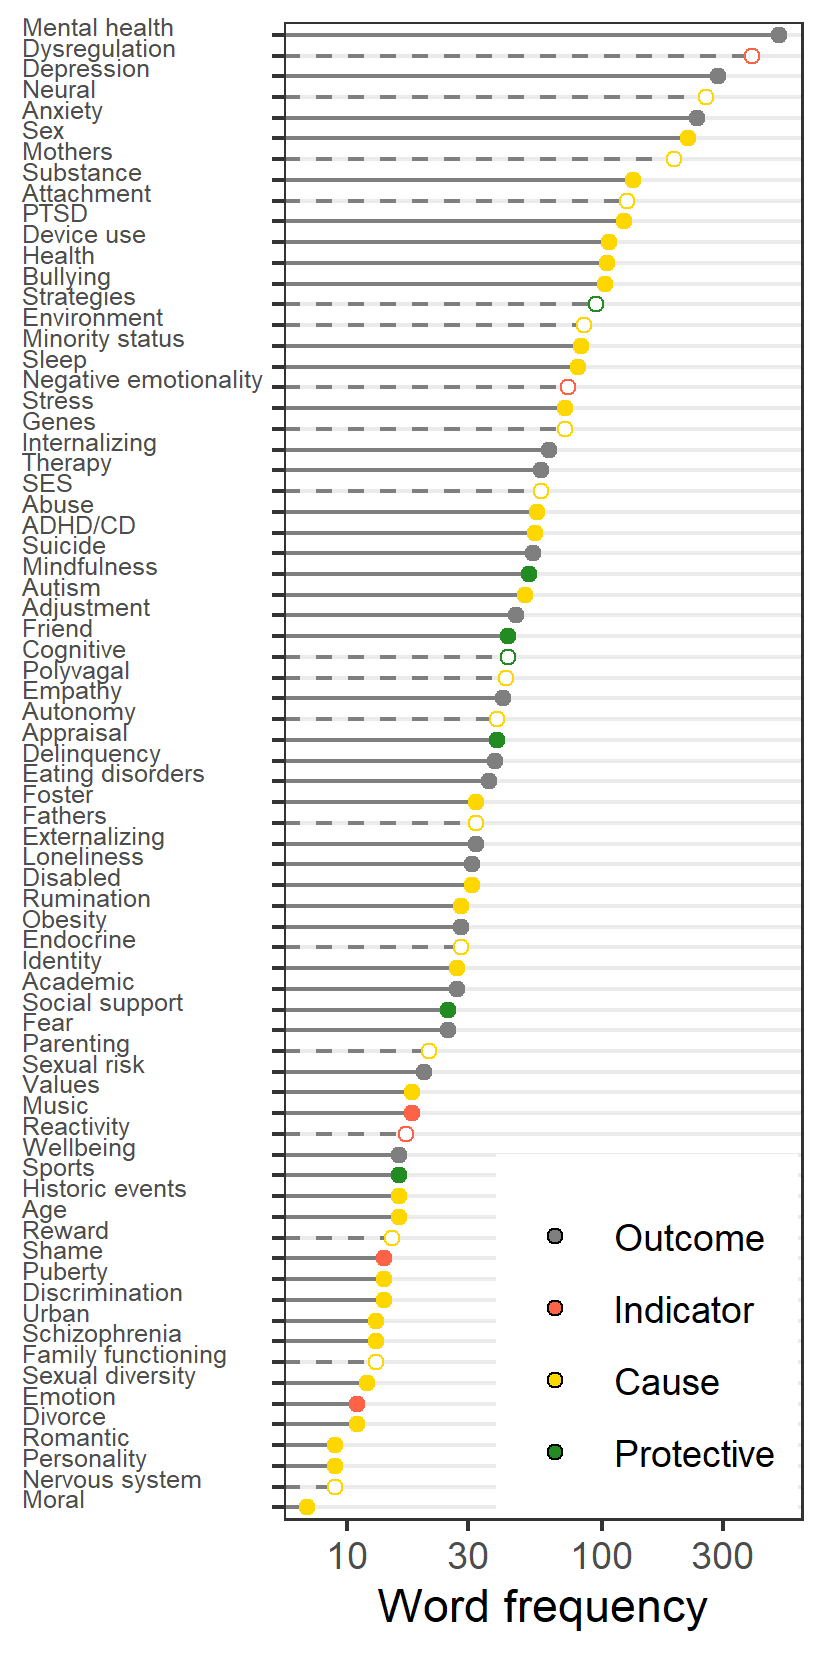 Mental health
Dysregulation
Depression
Neural
Anxiety
Sex
Mothers
Substance
Attachment
PTSD
Device use
Health
Bullying
Strategies
Environment
Minority status
Sleep
Negative emotionality
Stress
Genes
Internalizing
Therapy
SES
Abuse
ADHD/CD
Suicide
Mindfulness
Autism
Adjustment
Friend
Cognitive
Polyvagal
Empathy
Autonomy
Appraisal
Delinquency
Eating disorders
Foster
Fathers
Externalizing
Loneliness
Disabled
Rumination
Obesity
Endocrine
Identity
Academic
Social support
Fear
Parenting
Sexual risk
Values
Music
Reactivity
Wellbeing
Sports
Historic events
Age
Reward
Shame
Puberty
Discrimination
Urban
Schizophrenia
Family functioning
Sexual diversity
Emotion
Divorce
Romantic
Personality
Nervous system
Moral
Outcome
Indicator
Cause
Protective
10 30 100 300
Word frequency